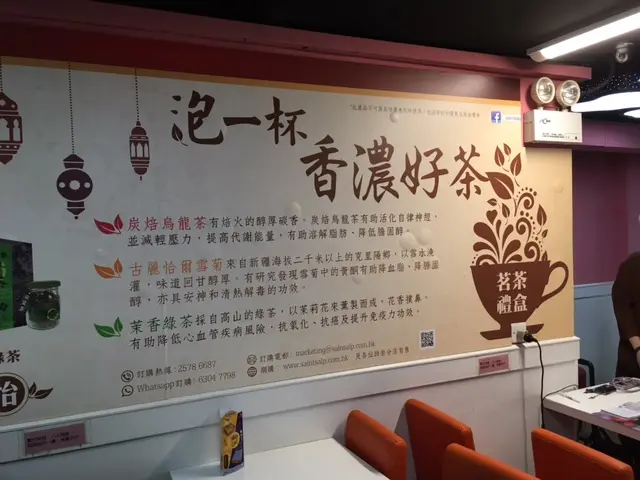 泡一杯
香濃好茶
炭焙烏龍茶有焙火的醇厚碳香。炭焙烏龍茶有助活化自律神經,
並減輕壓力,提高代謝能量,有助溶解脂肪、降低膽固醇。
古麗恰爾雪菊來自新疆海拔二千米以上的克里陽鄉,以雪水澆
灌,味道回甘醇厚。有研究發現雪菊中的黃酮有助降血脂、降膽固
醇,亦具安神和清熱解毒的功效。
茉香綠茶採自高山的綠茶,以茉莉花來薰製而成,花香撲鼻,
有助降低心血管疾病風險,抗氧化、抗癌及提升免疫力功效。
訂購熱線:2578 6687
訂購電郵:marketing@saintsalp.com.hk
Whatsapp訂購:6304 7798
網購:www.saintsalp.com.hk
茗茶
禮盒
綠茶